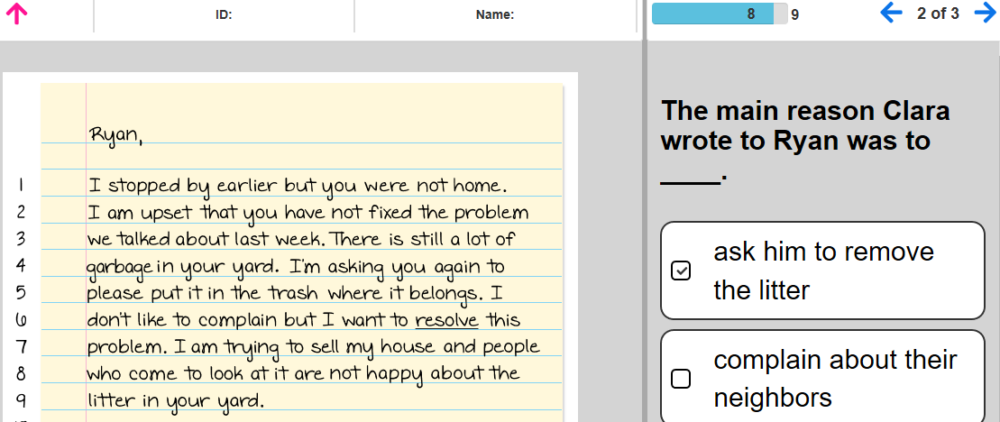 ID:
Name:
8
9
2 of 3
Ryan,
1 I stopped by earlier but you were not home.
2 I am upset that you have not fixed the problem
3 we talked about last week. There is still a lot of
4 garbage in your yard. I'm asking you again to
5 please put it in the trash where it belongs. I
6 don't like to complain but I want to resolve this
7 problem. I am trying to sell my house and people
8 who come to look at it are not happy about the
9 litter in your yard.
The main reason Clara
wrote to Ryan was to
____.
ask him to remove
the litter
complain about their
neighbors